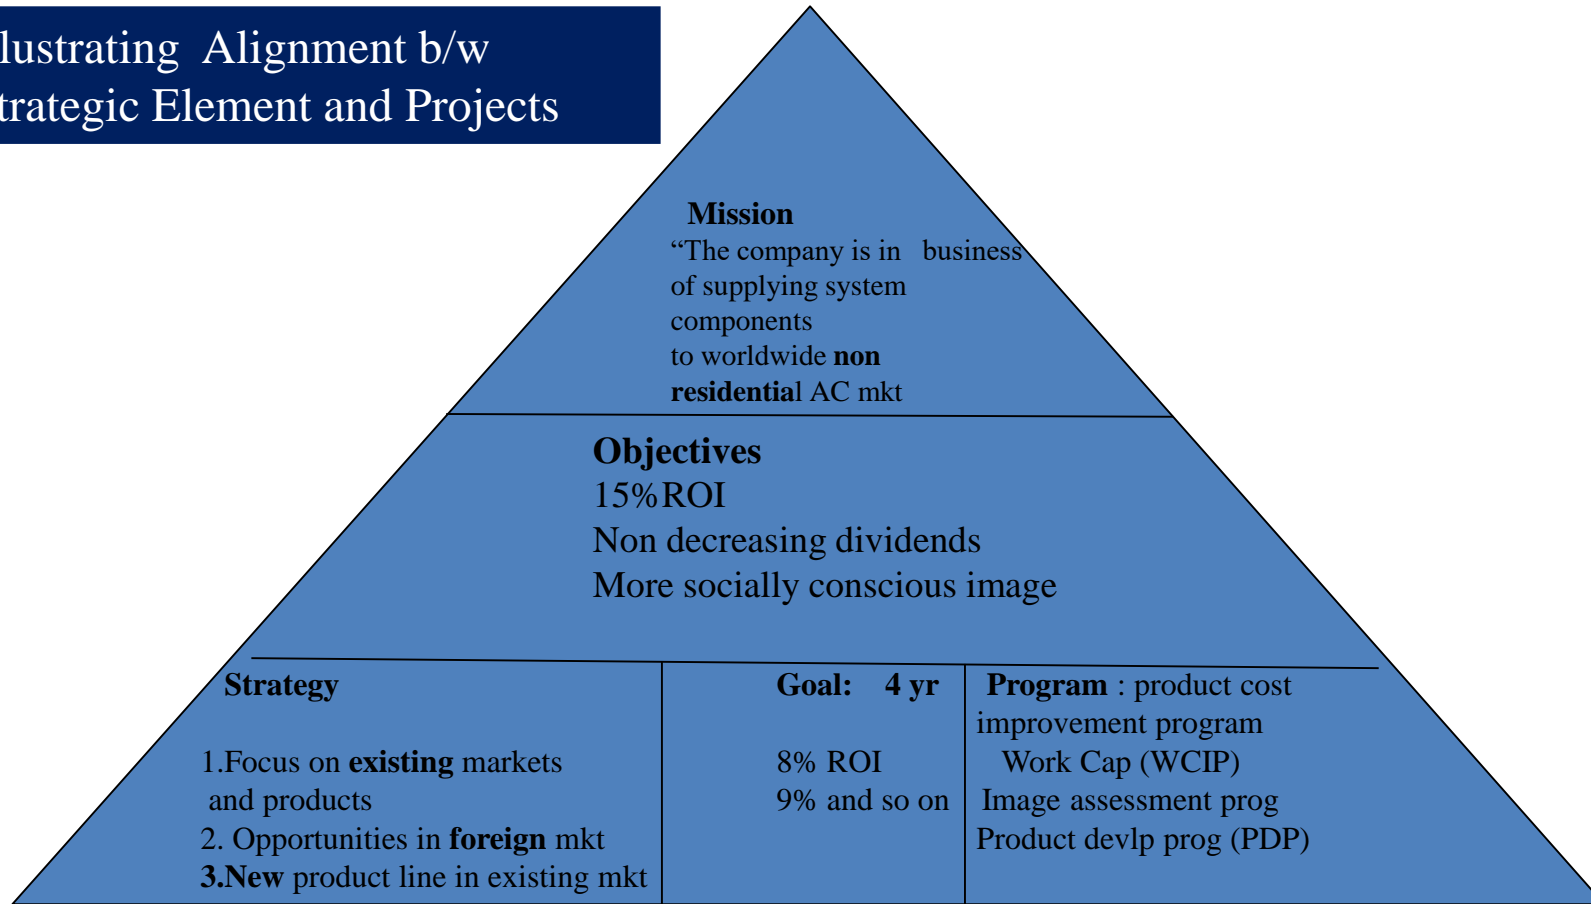 lustrating Alignment b/w
trategic Element and Projects
Mission
“The company is in business
of supplying system
components
to worldwide non
residential AC mkt
Objectives
15%ROI
Non decreasing dividends
More socially conscious image
Strategy
1.Focus on existing markets
and products
2. Opportunities in foreign mkt
3.New product line in existing mkt
Goal: 4 yr
8% ROI
9% and so on
Program : product cost
improvement program
Work Cap (WCIP)
Image assessment prog
Product devlp prog (PDP)